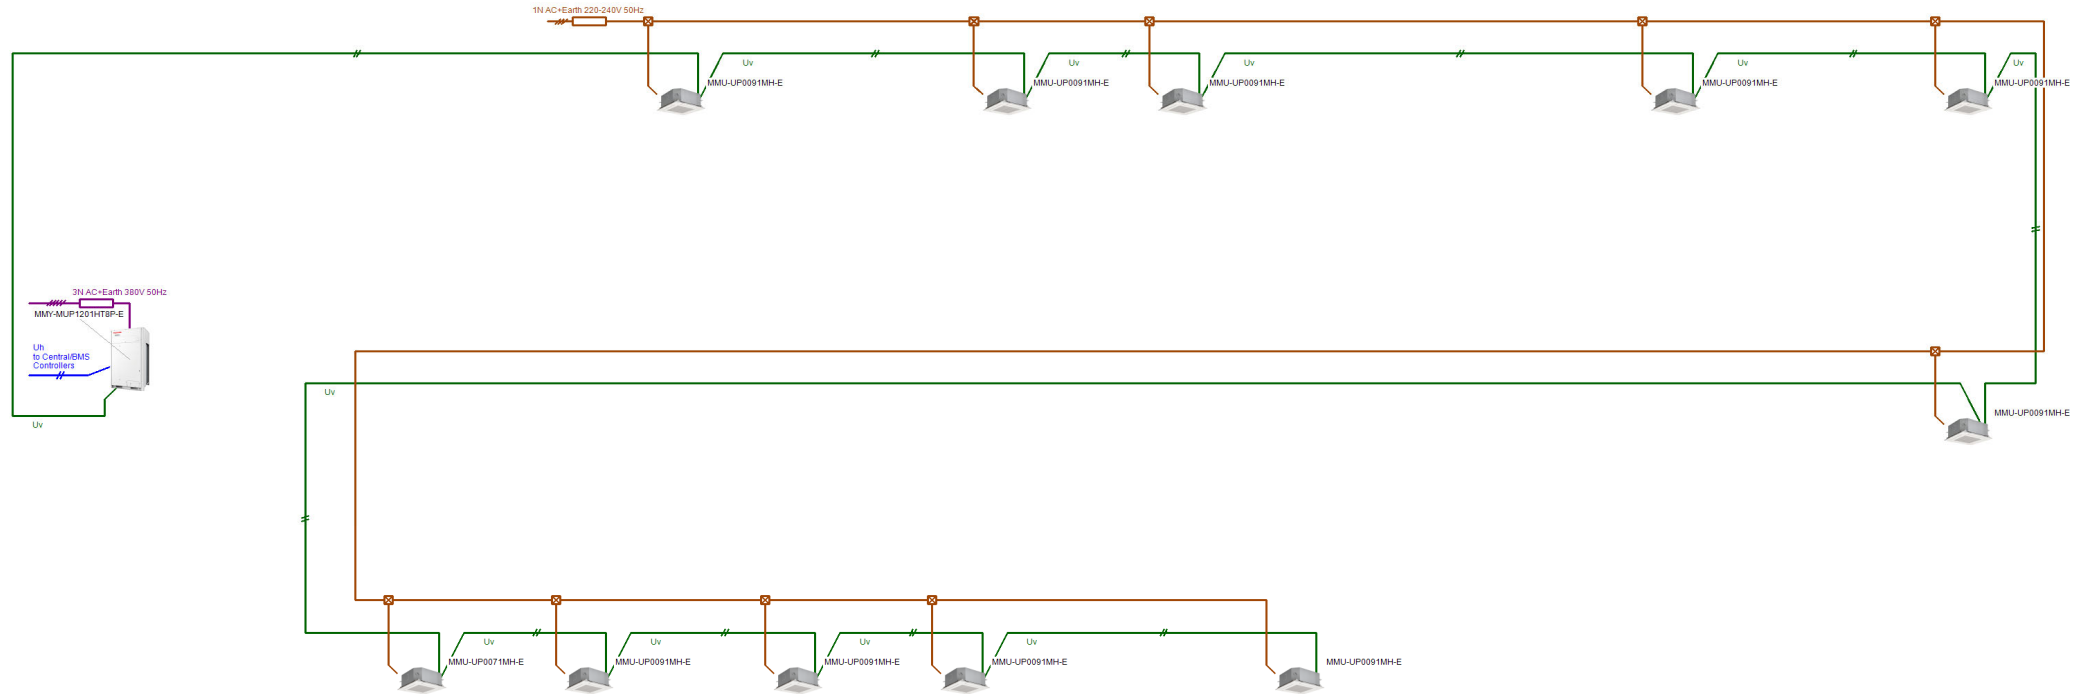 1N AC+Earth 220-240V 50Hz
Uv
Uv
Uv
Uv
Uv
MMU-UP0091MH-E
MMU-UP0091MH-E
MMU-UP0091MH-E
MMU-UP0091MH-E
MMU-UP0091MH-E
3N AC+Earth 380V 50Hz
MMY-MUP1201HT8P-E
Uh
to Central/BMS
Controllers
Uv
Uv
MMU-UP0091MH-E
Uv
Uv
Uv
Uv
MMU-UP0071MH-E
MMU-UP0091MH-E
MMU-UP0091MH-E
MMU-UP0091MH-E
MMU-UP0091MH-E